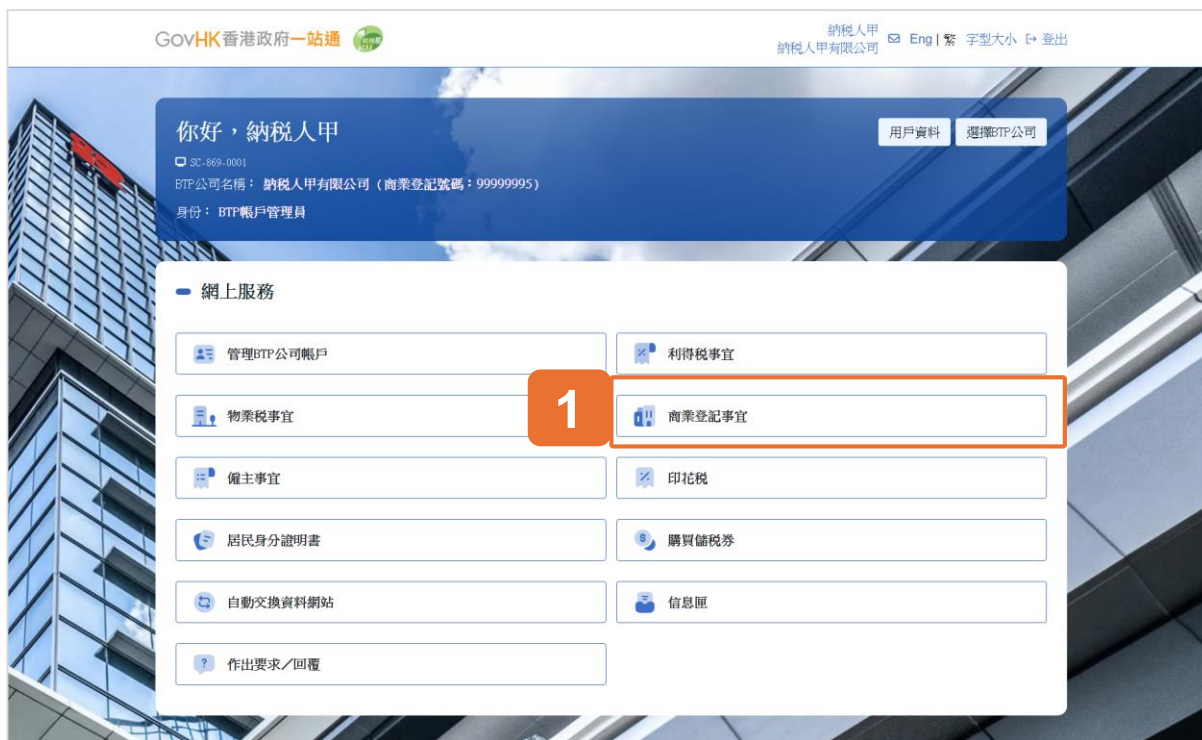 GovHK香港政府一站通
納稅人甲
納稅人甲有限公司
Eng | 繁 字型大小 登出
你好，納稅人甲
用戶資料 選擇BTP公司
SC-869-0001
BTP公司名稱： 納稅人甲有限公司（商業登記號碼：99999995）
身份： BTP帳戶管理員
網上服務
管理BTP公司帳戶
利得稅事宜
物業稅事宜
1
商業登記事宜
僱主事宜
印花稅
居民身分證明書
購買儲稅券
自動交換資料網站
信息匣
作出要求／回覆